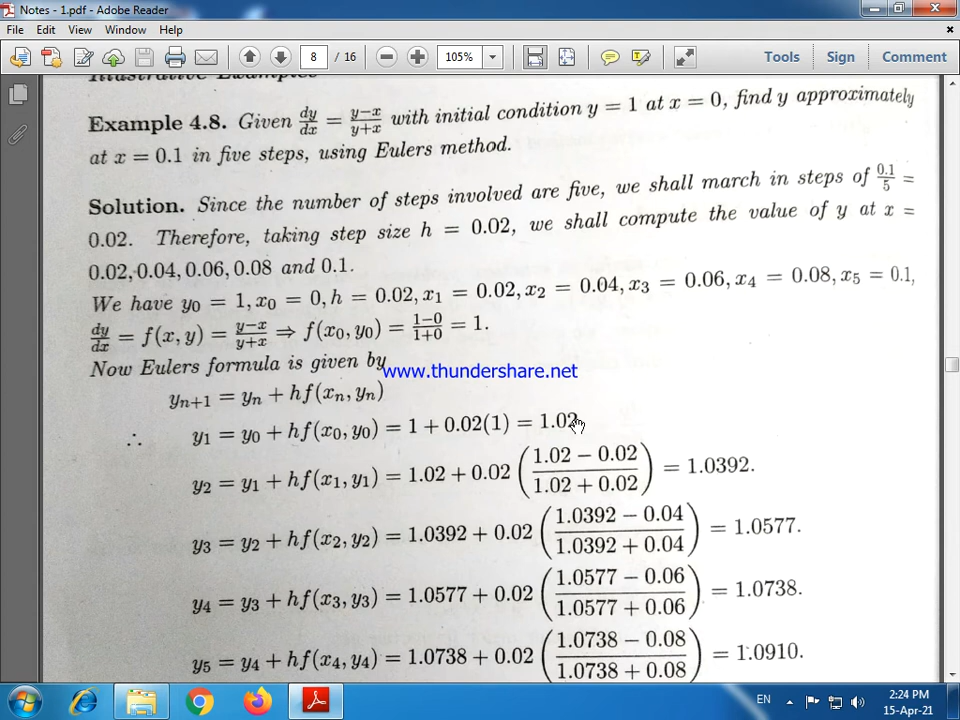 Notes - 1.pdf - Adobe Reader
File Edit View Window Help
8 / 16 105% Tools Sign Comment
Illustrative Examples
Example 4.8. Given dy/dx = y−x/y+x with initial condition y = 1 at x = 0, find y approximately
at x = 0.1 in five steps, using Eulers method.
Solution. Since the number of steps involved are five, we shall march in steps of 0.1/5 =
0.02. Therefore, taking step size h = 0.02, we shall compute the value of y at x =
0.02, 0.04, 0.06, 0.08 and 0.1.
We have y₀ = 1, x₀ = 0, h = 0.02, x₁ = 0.02, x₂ = 0.04, x₃ = 0.06, x₄ = 0.08, x₅ = 0.1,
dy/dx = f(x, y) = y−x/y+x ⇒ f(x₀, y₀) = 1−0/1+0 = 1.
Now Eulers formula is given by
www.thundershare.net
yₙ₊₁ = yₙ + hf(xₙ, yₙ)
∴ y₁ = y₀ + hf(x₀, y₀) = 1 + 0.02(1) = 1.02
y₂ = y₁ + hf(x₁, y₁) = 1.02 + 0.02 (1.02 − 0.02/1.02 + 0.02) = 1.0392.
y₃ = y₂ + hf(x₂, y₂) = 1.0392 + 0.02 (1.0392 − 0.04/1.0392 + 0.04) = 1.0577.
y₄ = y₃ + hf(x₃, y₃) = 1.0577 + 0.02 (1.0577 − 0.06/1.0577 + 0.06) = 1.0738.
y₅ = y₄ + hf(x₄, y₄) = 1.0738 + 0.02 (1.0738 − 0.08/1.0738 + 0.08) = 1.0910.
EN 2:24 PM
15-Apr-21